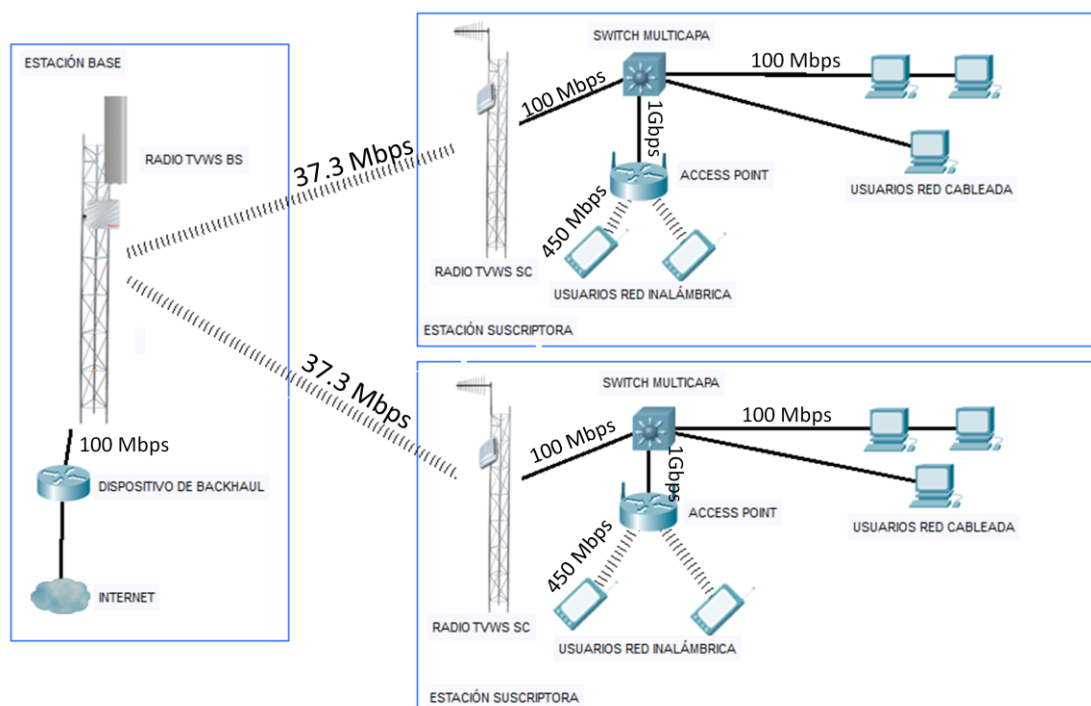 ESTACIÓN BASE
RADIO TVWS BS
100 Mbps
DISPOSITIVO DE BACKHAUL
INTERNET
37.3 Mbps
37.3 Mbps
SWITCH MULTICAPA
100 Mbps
100 Mbps
1Gbps
ACCESS POINT
USUARIOS RED CABLEADA
450 Mbps
RADIO TVWS SC
USUARIOS RED INALÁMBRICA
ESTACIÓN SUSCRIPTORA
SWITCH MULTICAPA
100 Mbps
100 Mbps
1Gbps
ACCESS POINT
USUARIOS RED CABLEADA
450 Mbps
RADIO TVWS SC
USUARIOS RED INALÁMBRICA
ESTACIÓN SUSCRIPTORA